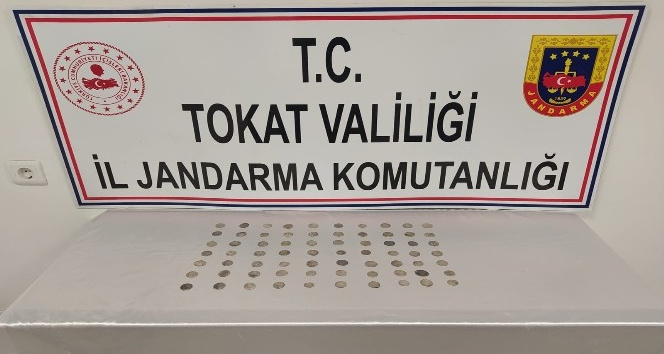 T.C.
TOKAT VALİLİĞİ
İL JANDARMA KOMUTANLIĞI
JANDARMA